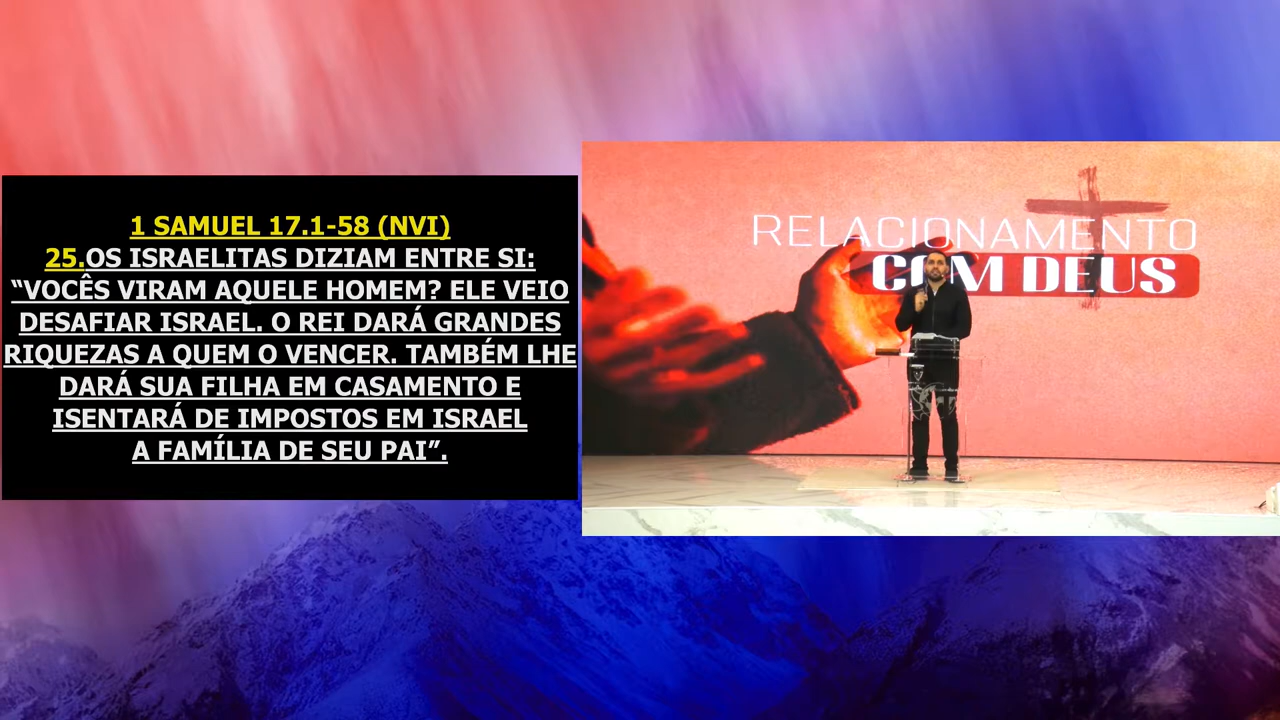 1 SAMUEL 17.1-58 (NVI)
25.OS ISRAELITAS DIZIAM ENTRE SI:
“VOCÊS VIRAM AQUELE HOMEM? ELE VEIO
DESAFIAR ISRAEL. O REI DARÁ GRANDES
RIQUEZAS A QUEM O VENCER. TAMBÉM LHE
DARÁ SUA FILHA EM CASAMENTO E
ISENTARÁ DE IMPOSTOS EM ISRAEL
A FAMÍLIA DE SEU PAI”.
RELACIONAMENTO
COM DEUS